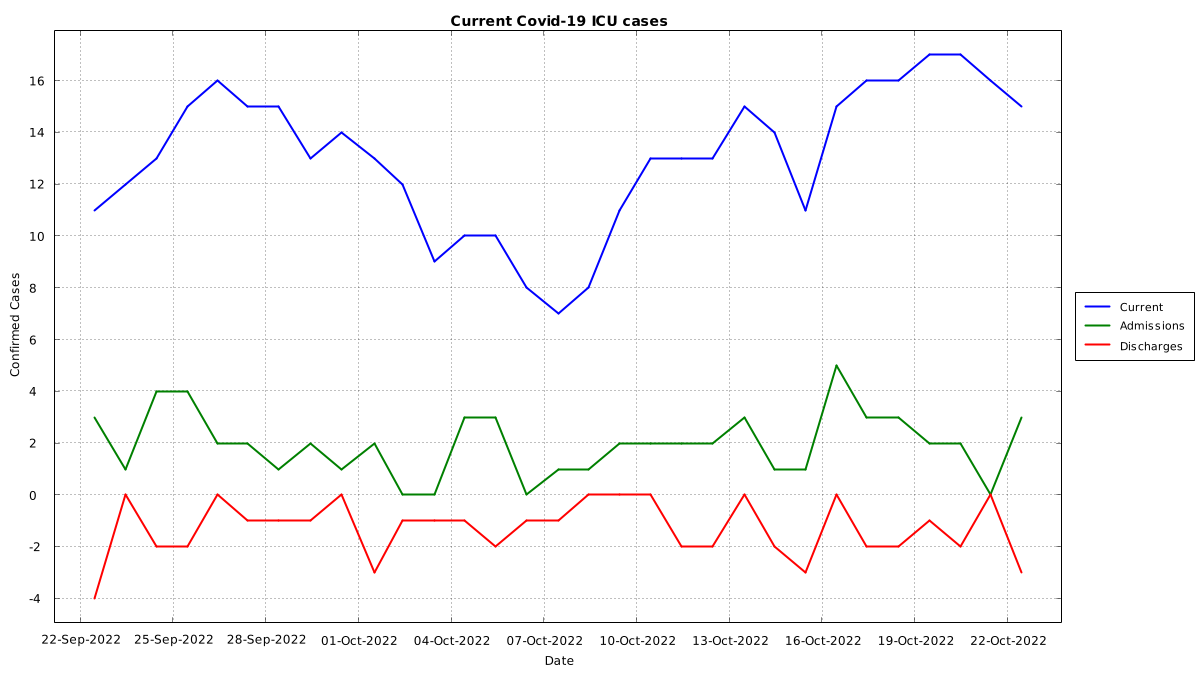 Current Covid-19 ICU cases
Confirmed Cases
16
14
12
10
8
6
4
2
0
-2
-4
22-Sep-2022
25-Sep-2022
28-Sep-2022
01-Oct-2022
04-Oct-2022
07-Oct-2022
10-Oct-2022
13-Oct-2022
16-Oct-2022
19-Oct-2022
22-Oct-2022
Date
Current
Admissions
Discharges